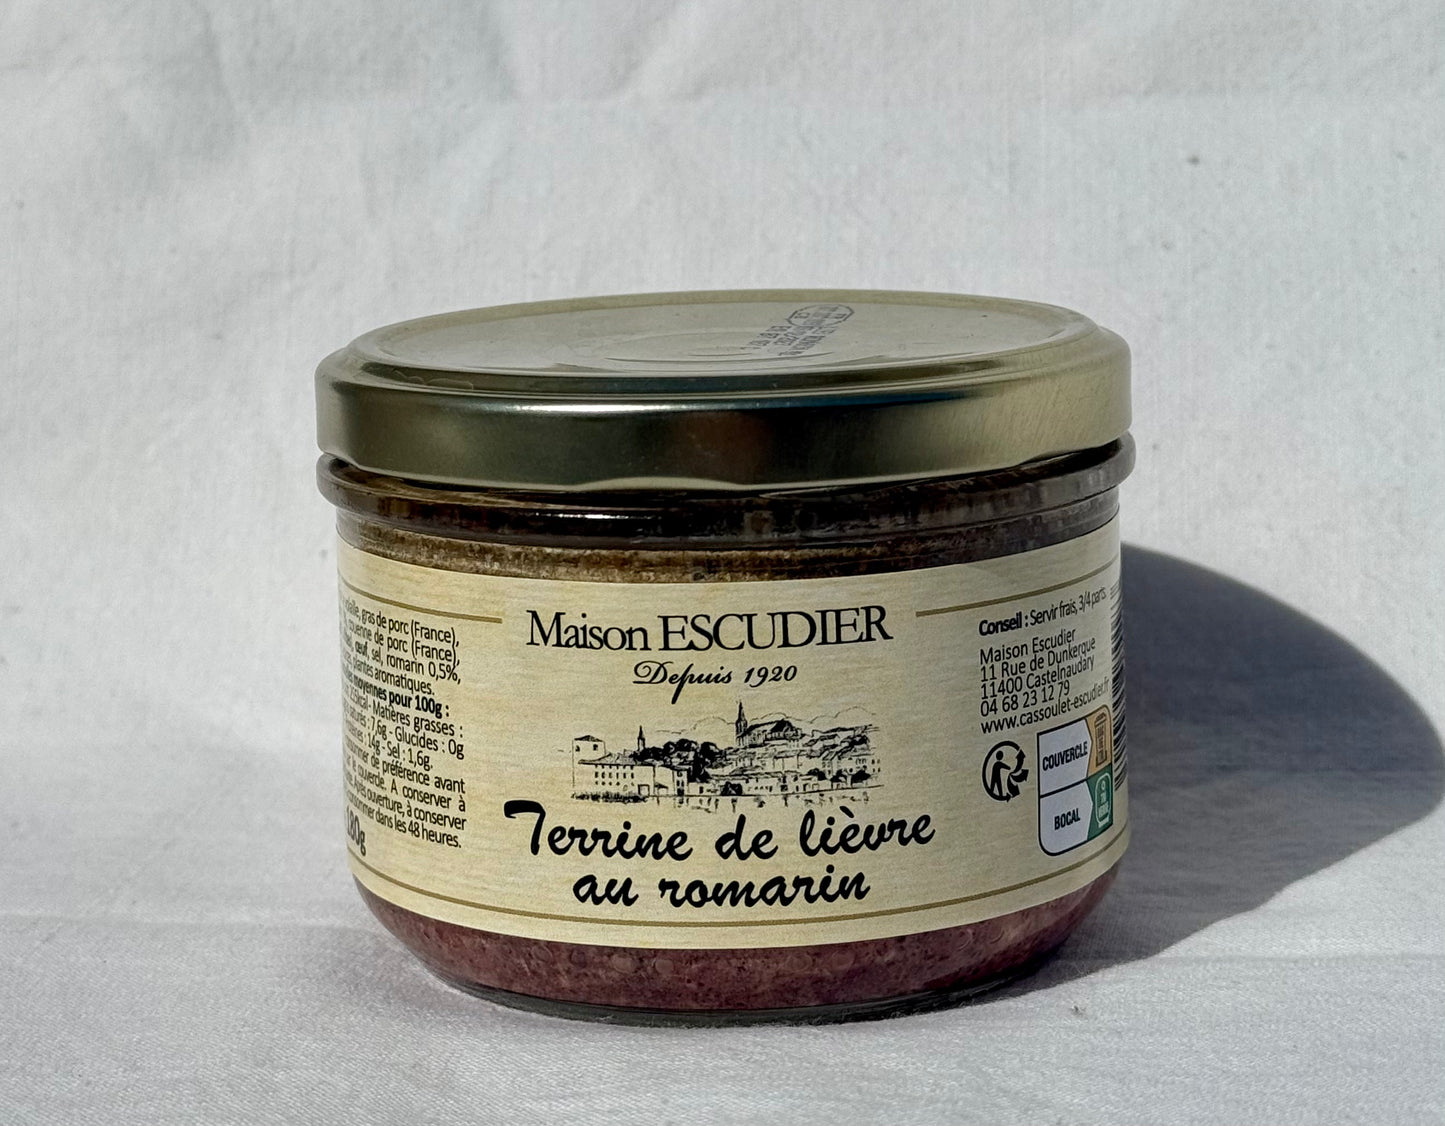 Maison ESCUDIER
Depuis 1920
Terrine de lièvre
au romarin
gras de porc (France),
couenne de porc (France),
œuf, sel, romarin 0,5%,
plantes aromatiques.
moyennes pour 100g :
Matières grasses :
7,6g - Glucides : 0g
14g - Sel : 1,6g.
de préférence avant
A conserver à
Après ouverture, à conserver
dans les 48 heures.
180g
Conseil : Servir frais, 3/4 parts.
Maison Escudier
11 Rue de Dunkerque
11400 Castelnaudary
04 68 23 12 79
www.cassoulet-escudier.fr
COUVERCLE
BOCAL